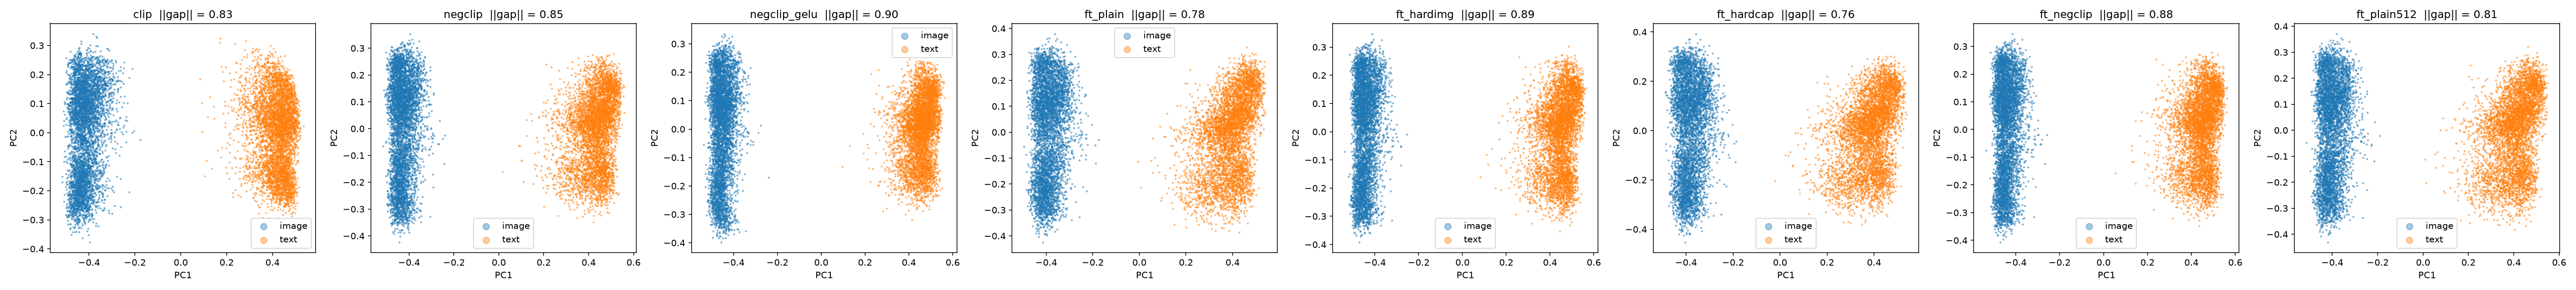 clip  ||gap|| = 0.83
0.3
0.2
0.1
0.0
−0.1
−0.2
−0.3
−0.4
PC2
image
text
−0.4 −0.2 0.0 0.2 0.4
PC1
negclip  ||gap|| = 0.85
0.3
0.2
0.1
0.0
−0.1
−0.2
−0.3
−0.4
PC2
image
text
−0.4 −0.2 0.0 0.2 0.4 0.6
PC1
negclip_gelu  ||gap|| = 0.90
image
text
0.3
0.2
0.1
0.0
−0.1
−0.2
−0.3
−0.4
PC2
−0.4 −0.2 0.0 0.2 0.4 0.6
PC1
ft_plain  ||gap|| = 0.78
image
text
0.4
0.3
0.2
0.1
0.0
−0.1
−0.2
−0.3
−0.4
PC2
−0.4 −0.2 0.0 0.2 0.4
PC1
ft_hardimg  ||gap|| = 0.89
0.3
0.2
0.1
0.0
−0.1
−0.2
−0.3
−0.4
PC2
image
text
−0.4 −0.2 0.0 0.2 0.4 0.6
PC1
ft_hardcap  ||gap|| = 0.76
0.4
0.2
0.0
−0.2
−0.4
PC2
image
text
−0.4 −0.2 0.0 0.2 0.4
PC1
ft_negclip  ||gap|| = 0.88
0.3
0.2
0.1
0.0
−0.1
−0.2
−0.3
−0.4
PC2
image
text
−0.4 −0.2 0.0 0.2 0.4 0.6
PC1
ft_plain512  ||gap|| = 0.81
0.4
0.3
0.2
0.1
0.0
−0.1
−0.2
−0.3
−0.4
PC2
image
text
−0.4 −0.2 0.0 0.2 0.4 0.6
PC1